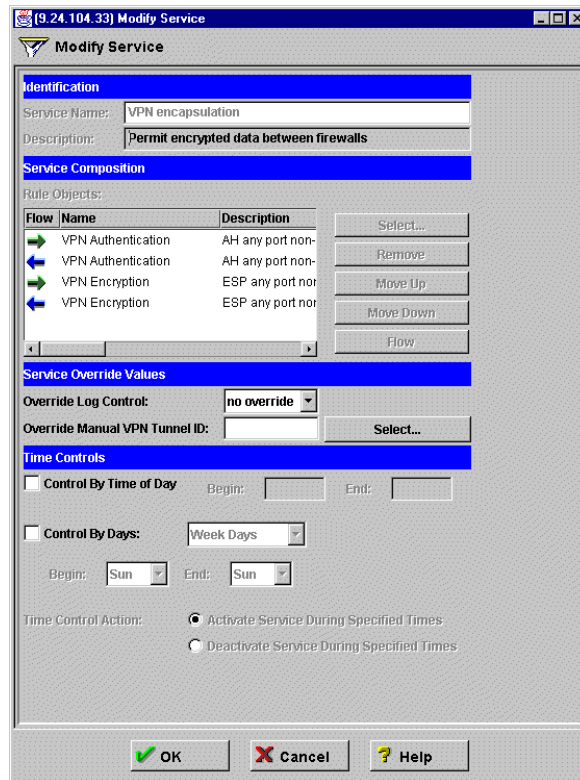 (9.24.104.33) Modify Service
Modify Service
Identification
Service Name: VPN encapsulation
Description: Permit encrypted data between firewalls
Service Composition
Rule Objects:
Flow Name Description
VPN Authentication AH any port non-
VPN Authentication AH any port non-
VPN Encryption ESP any port nor
VPN Encryption ESP any port nor
Select...
Remove
Move Up
Move Down
Flow
Service Override Values
Override Log Control: no override
Override Manual VPN Tunnel ID: Select...
Time Controls
Control By Time of Day Begin: End:
Control By Days: Week Days
Begin: Sun End: Sun
Time Control Action: Activate Service During Specified Times
Deactivate Service During Specified Times
OK Cancel Help